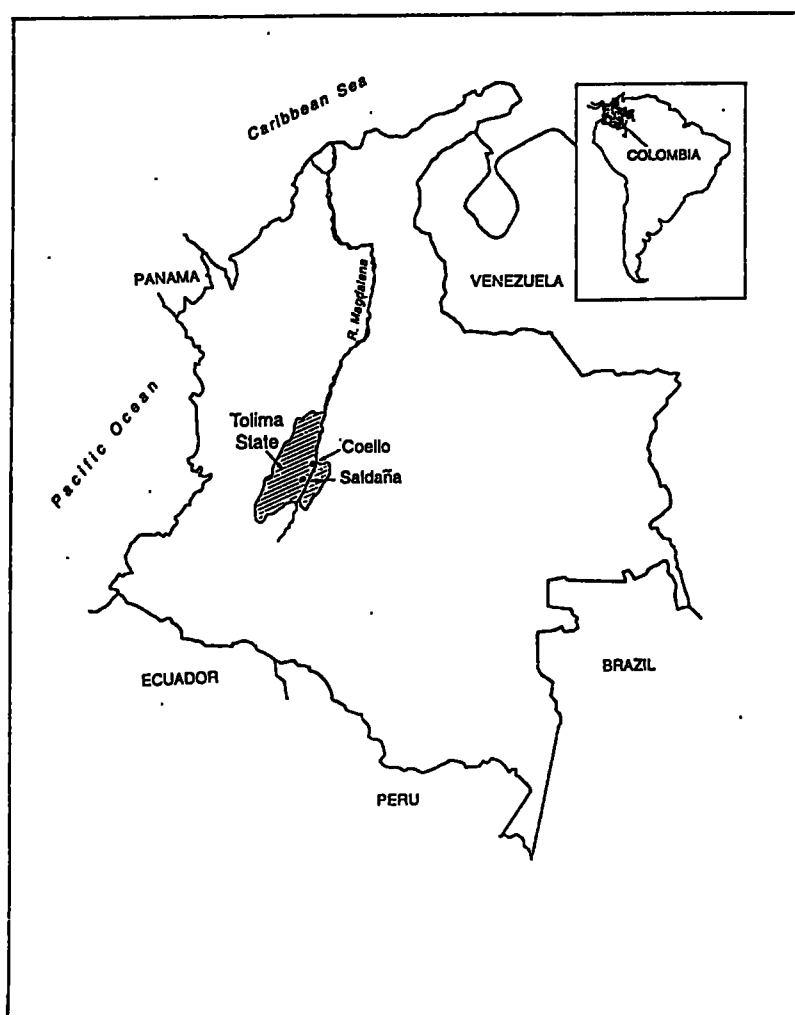 Caribbean Sea
COLOMBIA
PANAMA
VENEZUELA
R. Magdalena
Pacific Ocean
Tolima
State
Coello
Saldaña
ECUADOR
BRAZIL
PERU